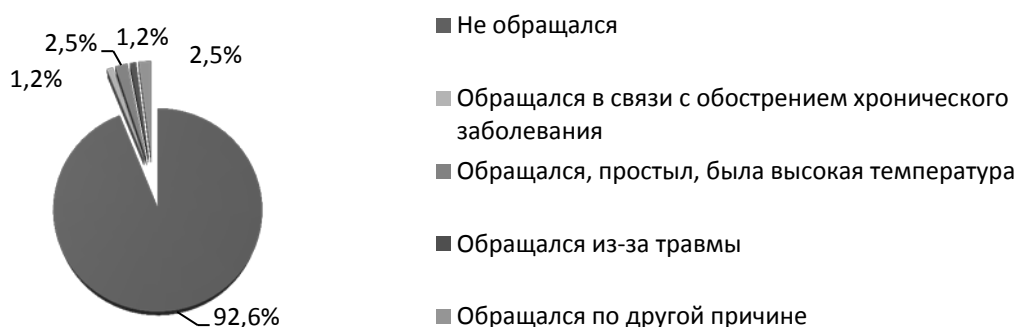 2,5%
1,2%
2,5%
1,2%
92,6%
Не обращался
Обращался в связи с обострением хронического
заболевания
Обращался, простыл, была высокая температура
Обращался из-за травмы
Обращался по другой причине